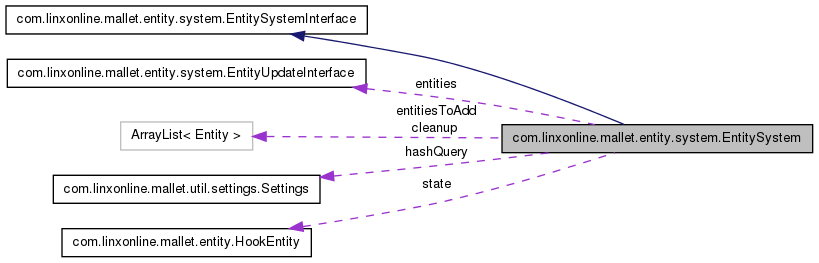 com.linxonline.mallet.entity.system.EntitySystemInterface
com.linxonline.mallet.entity.system.EntityUpdateInterface
entities
entitiesToAdd
cleanup
ArrayList< Entity >
com.linxonline.mallet.entity.system.EntitySystem
hashQuery
com.linxonline.mallet.util.settings.Settings
state
com.linxonline.mallet.entity.HookEntity